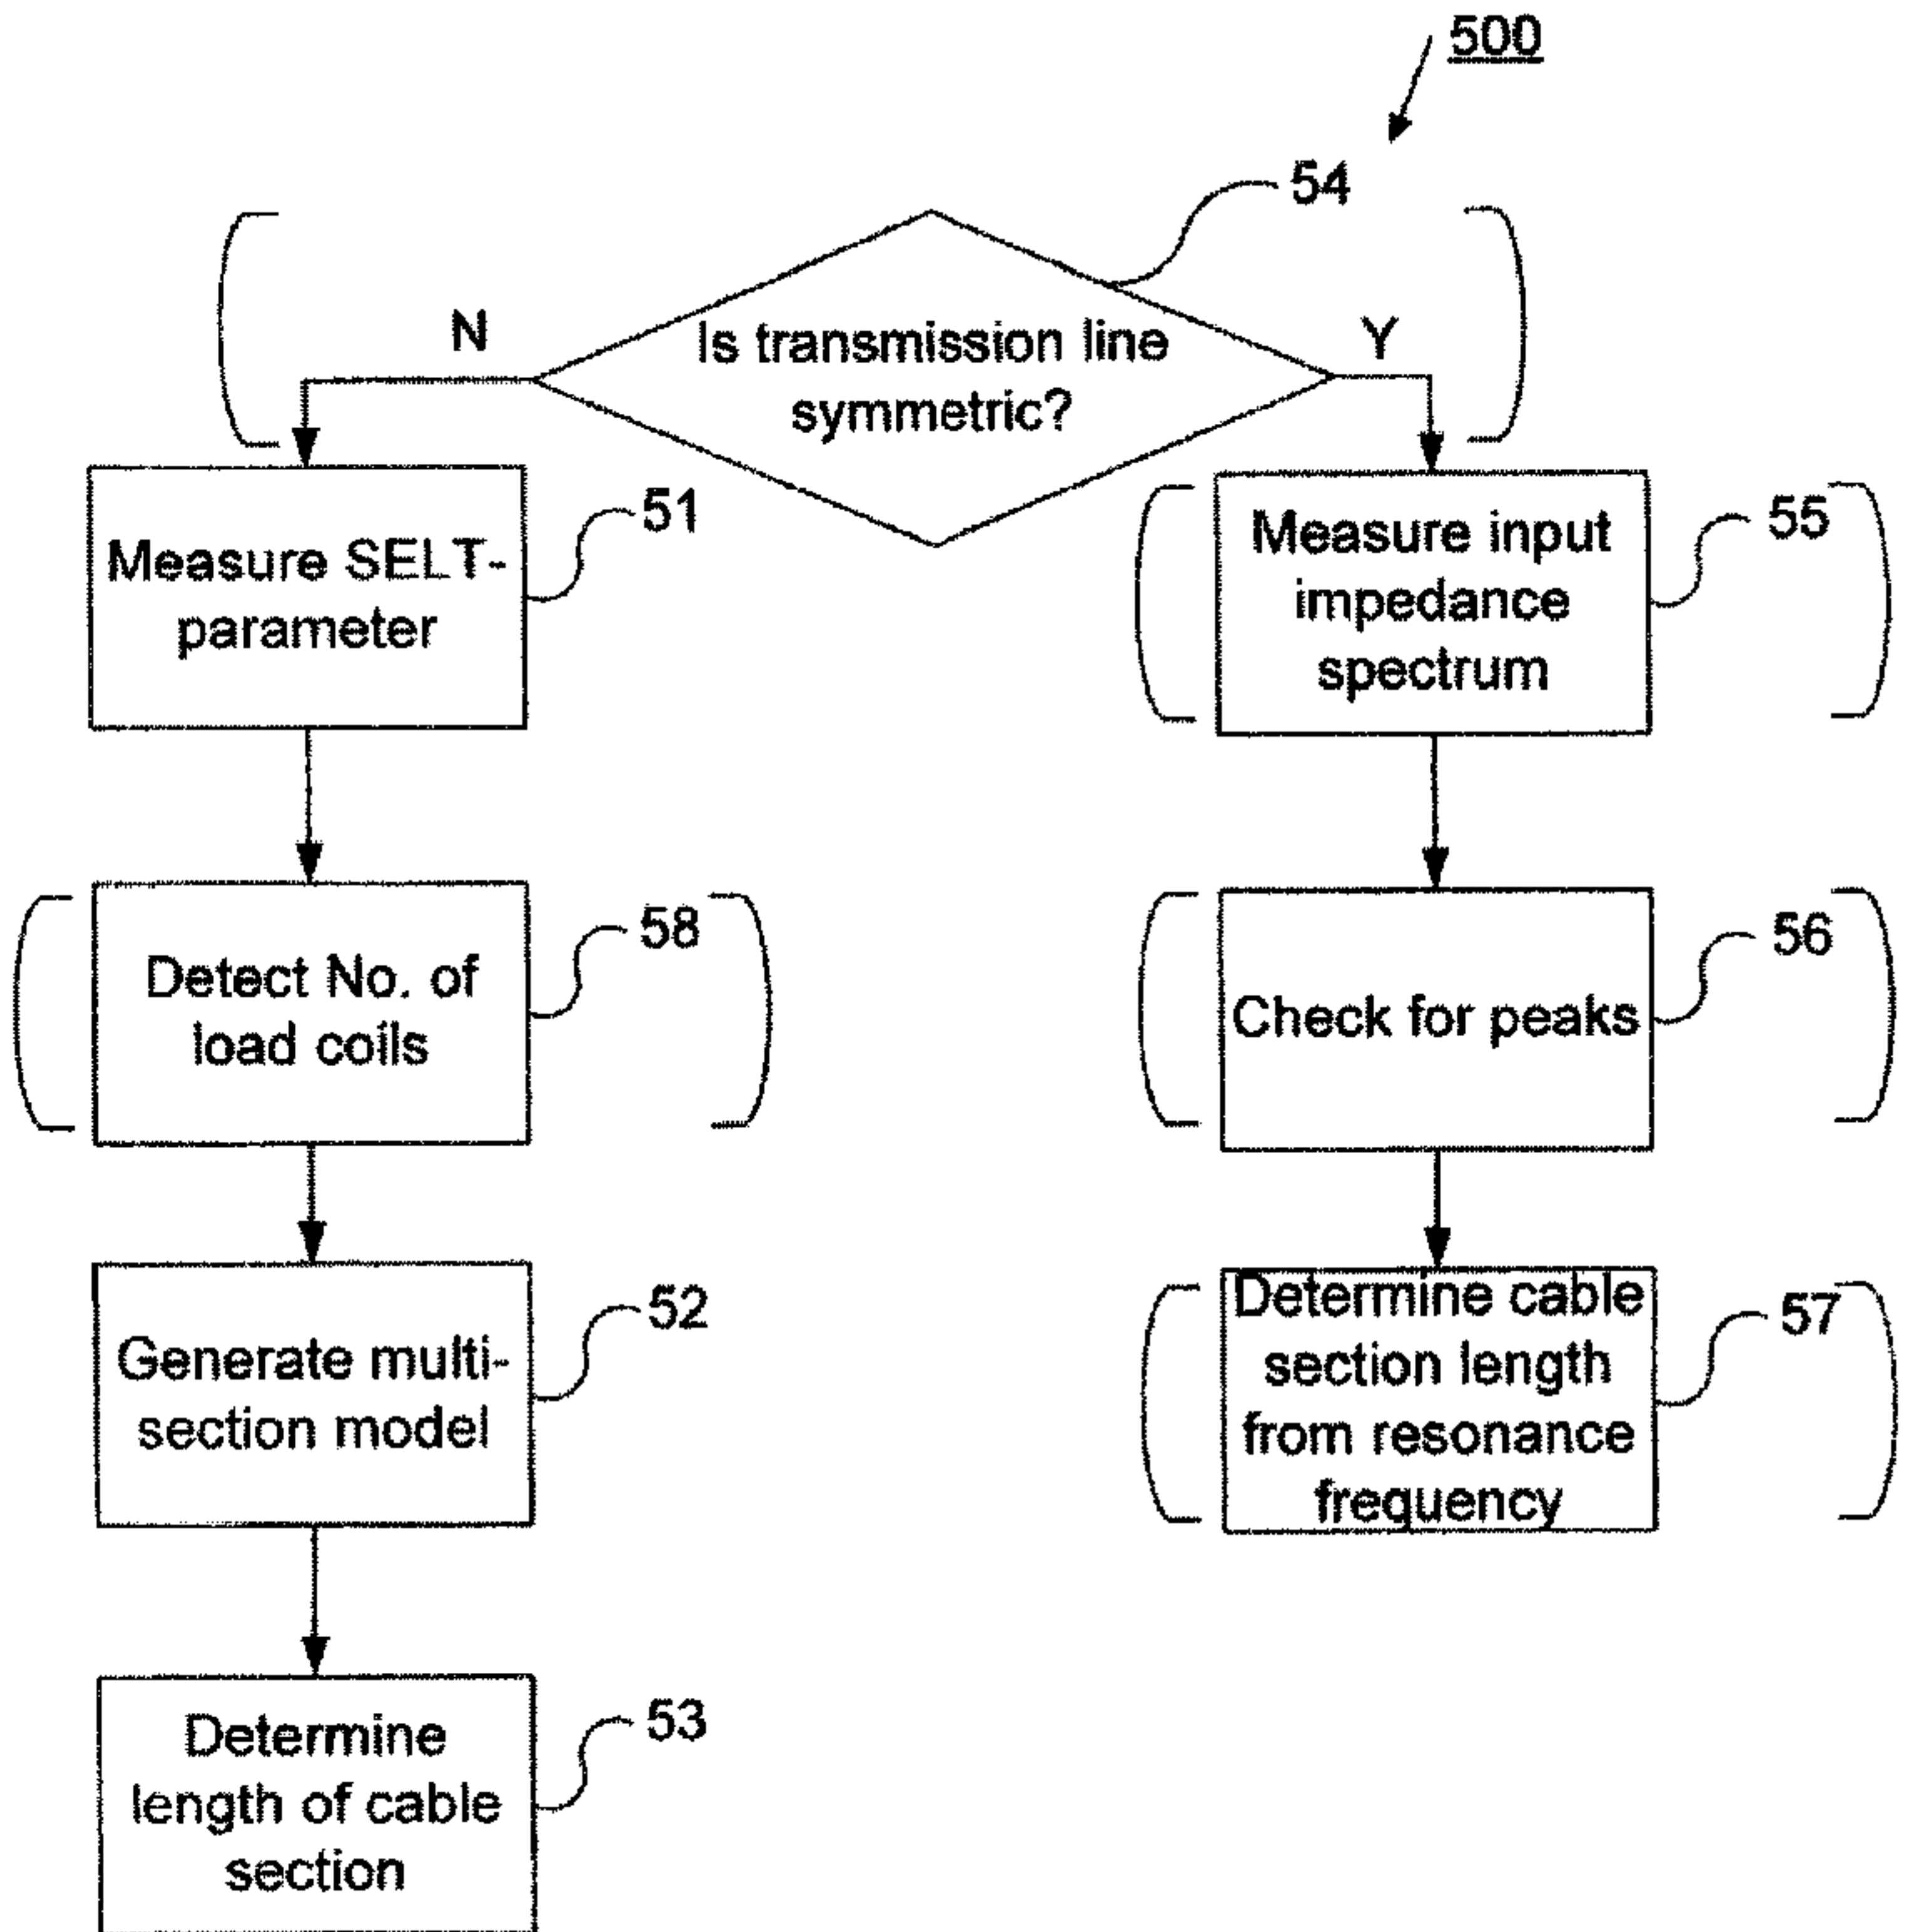 500
54
N
Is transmission line
symmetric?
Y
Measure SELT-
parameter
51
Measure input
impedance
spectrum
55
Detect No. of
load coils
58
Check for peaks
56
Generate multi-
section model
52
Determine cable
section length
from resonance
frequency
57
Determine
length of cable
section
53